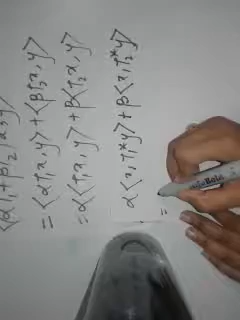 ⟨αT₁+βT₂)x,y⟩
= ⟨αT₁x,y⟩+⟨βT₂x,y⟩
= α⟨T₁x,y⟩+β⟨T₂x,y⟩
α⟨x,T₁*y⟩+β⟨x,T₂*y⟩
=